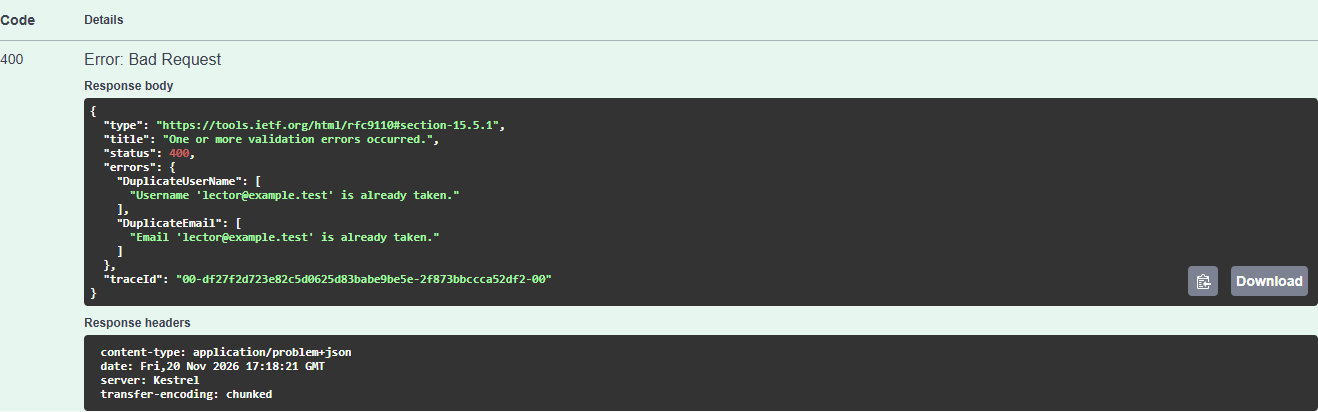 Code Details
400 Error: Bad Request
Response body
{
  "type": "https://tools.ietf.org/html/rfc9110#section-15.5.1",
  "title": "One or more validation errors occurred.",
  "status": 400,
  "errors": {
    "DuplicateUserName": [
      "Username 'lector@example.test' is already taken."
    ],
    "DuplicateEmail": [
      "Email 'lector@example.test' is already taken."
    ]
  },
  "traceId": "00-df27f2d723e82c5d0625d83babe9be5e-2f873bbccca52df2-00"
}
Download
Response headers
content-type: application/problem+json
date: Fri,20 Nov 2026 17:18:21 GMT
server: Kestrel
transfer-encoding: chunked